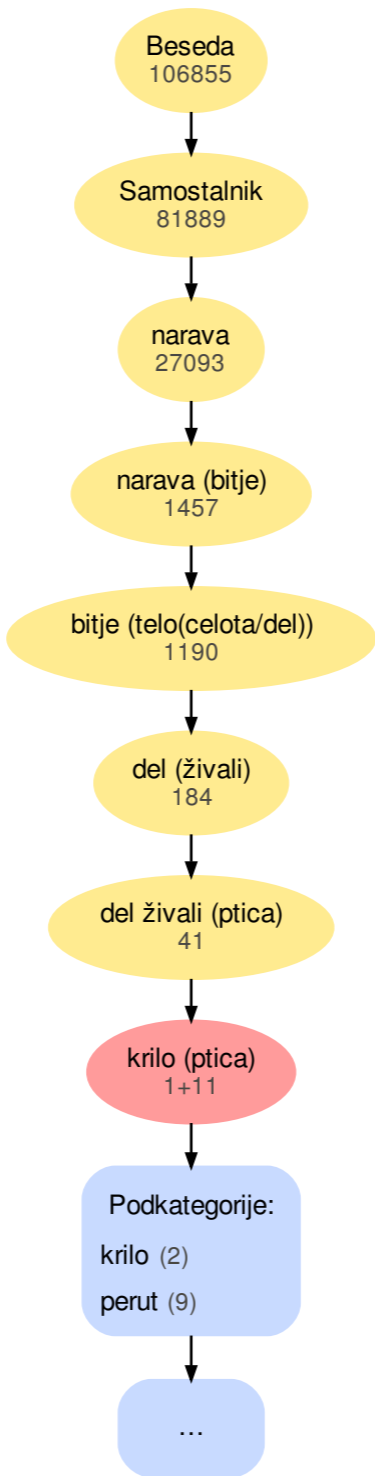 Beseda
106855
Samostalnik
81889
narava
27093
narava (bitje)
1457
bitje (telo(celota/del))
1190
del (živali)
184
del živali (ptica)
41
krilo (ptica)
1+11
Podkategorije:
krilo (2)
perut (9)
...